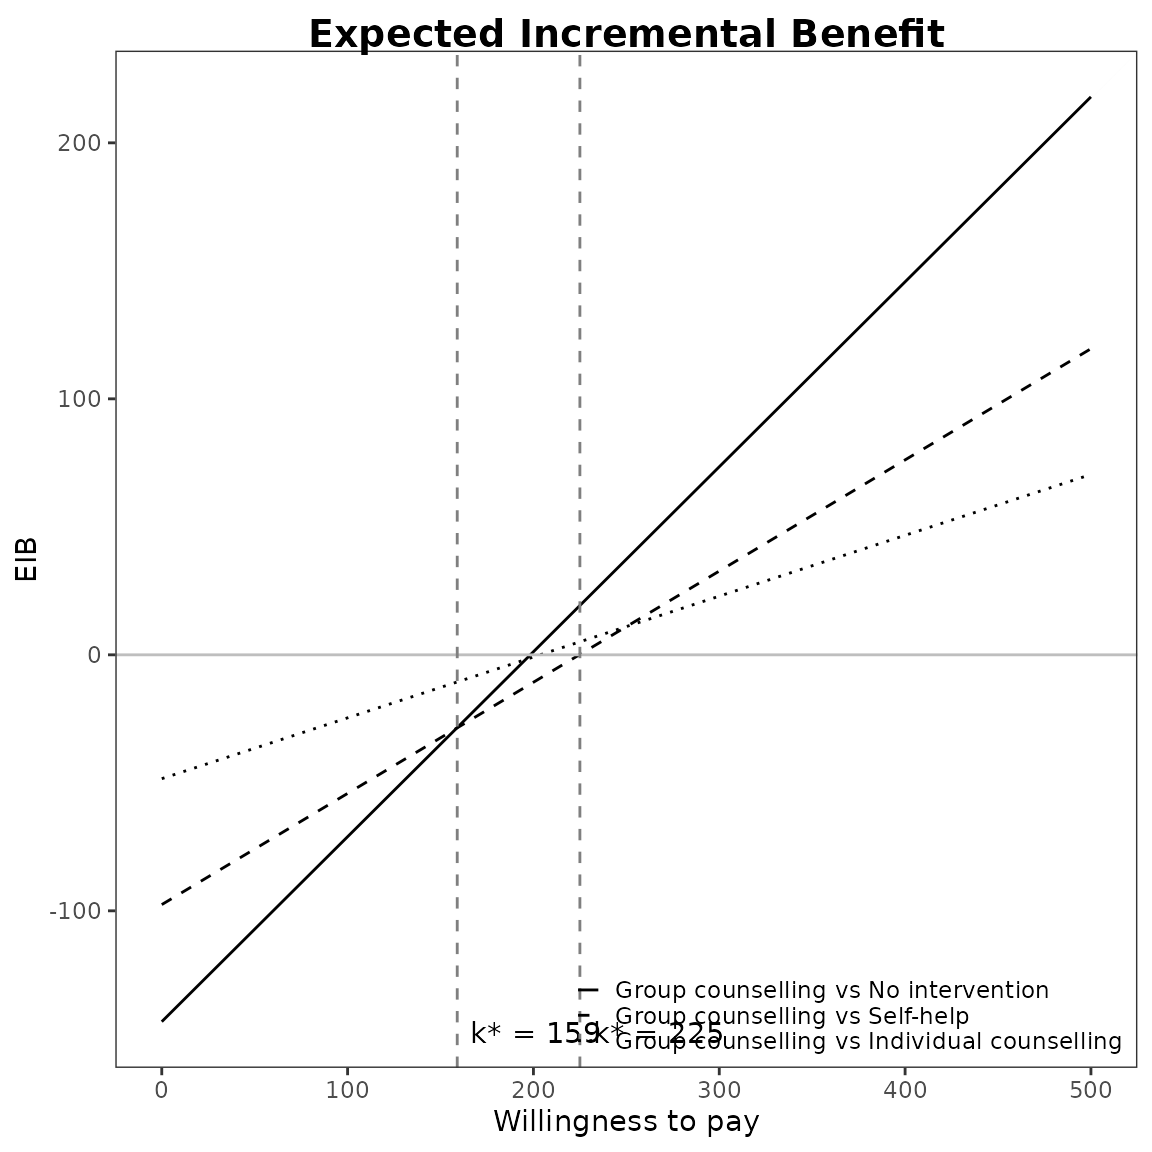 Expected Incremental Benefit
200
100
0
-100
EIB
Group counselling vs No intervention
Group counselling vs Self-help
k* = 159
k* = 225
Group counselling vs Individual counselling
0
100
200
300
400
500
Willingness to pay